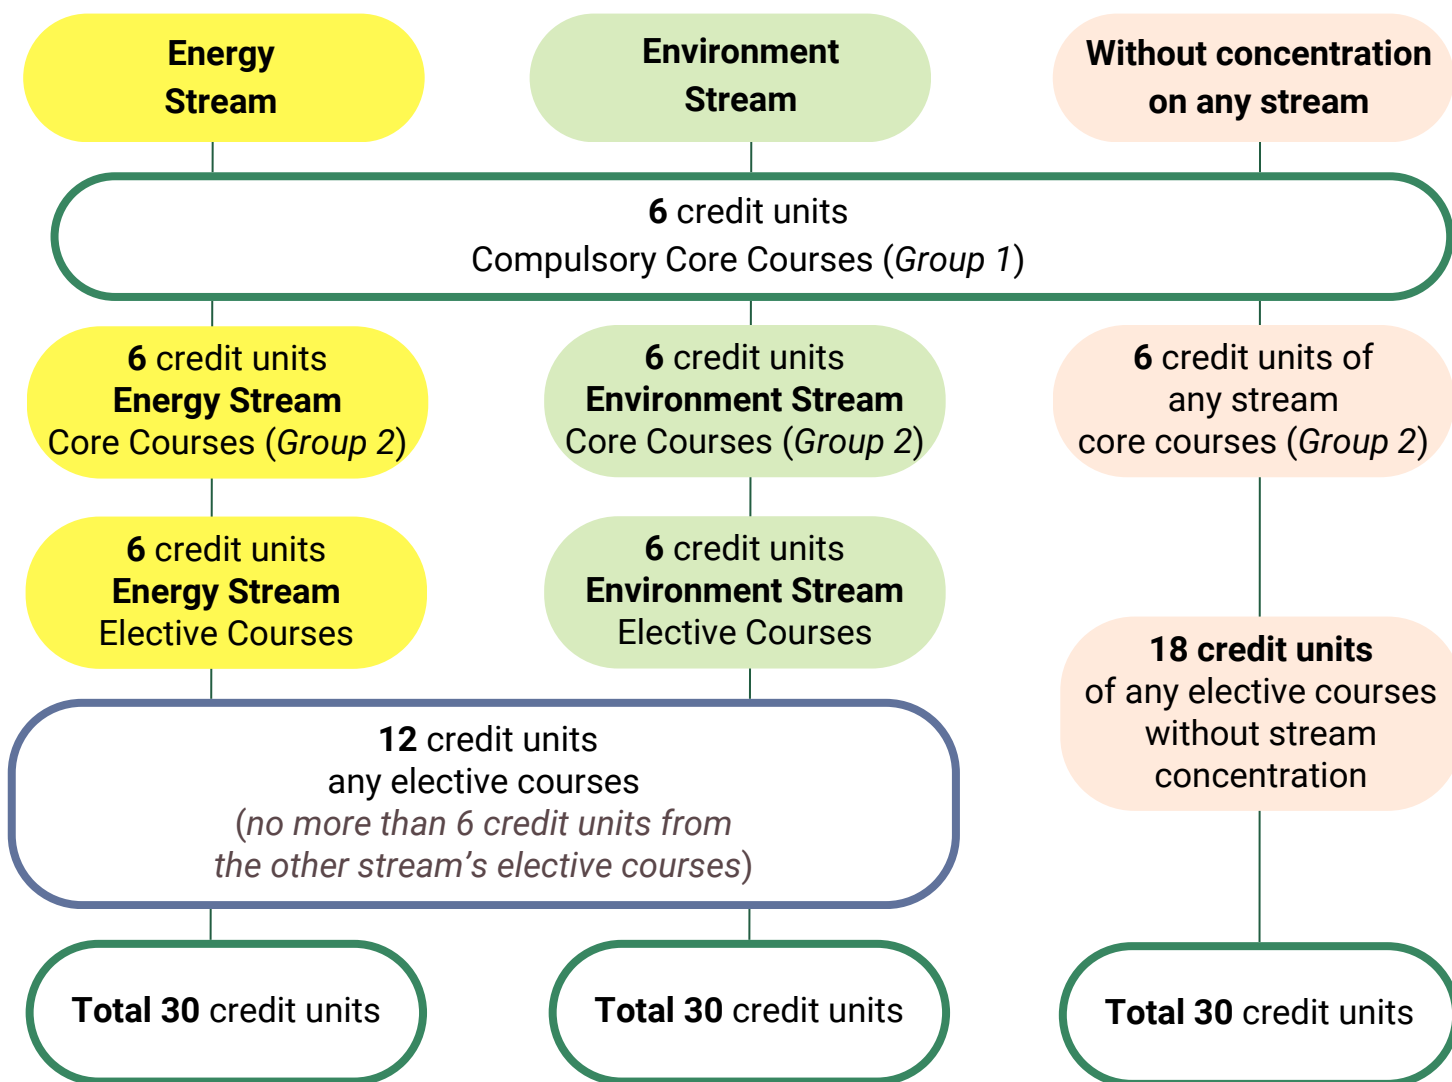 Energy
Stream
Environment
Stream
Without concentration
on any stream
6 credit units
Compulsory Core Courses (Group 1)
6 credit units
Energy Stream
Core Courses (Group 2)
6 credit units
Environment Stream
Core Courses (Group 2)
6 credit units of
any stream
core courses (Group 2)
6 credit units
Energy Stream
Elective Courses
6 credit units
Environment Stream
Elective Courses
18 credit units
of any elective courses
without stream
concentration
12 credit units
any elective courses
(no more than 6 credit units from
the other stream’s elective courses)
Total 30 credit units
Total 30 credit units
Total 30 credit units